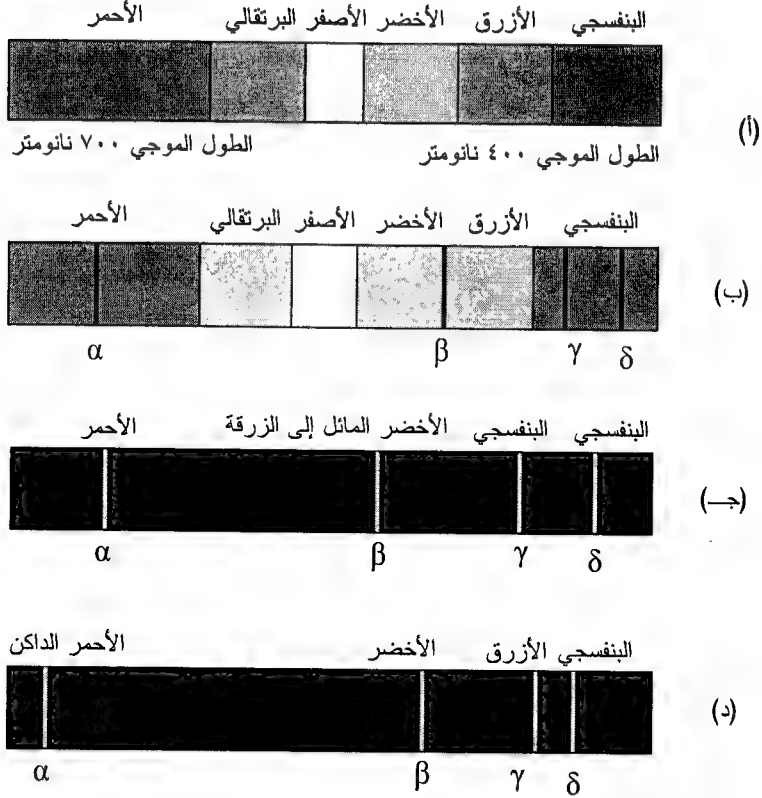 الأحمر البرتقالي الأصفر الأخضر الأزرق البنفسجي
(أ)
الطول الموجي ٧٠٠ نانومتر الطول الموجي ٤٠٠ نانومتر
الأحمر البرتقالي الأصفر الأخضر الأزرق البنفسجي
(ب)
α β γ δ
الأحمر الأخضر المائل إلى الزرقة البنفسجي البنفسجي
(جـ)
α β γ δ
الأحمر الداكن الأخضر الأزرق البنفسجي
(د)
α β γ δ